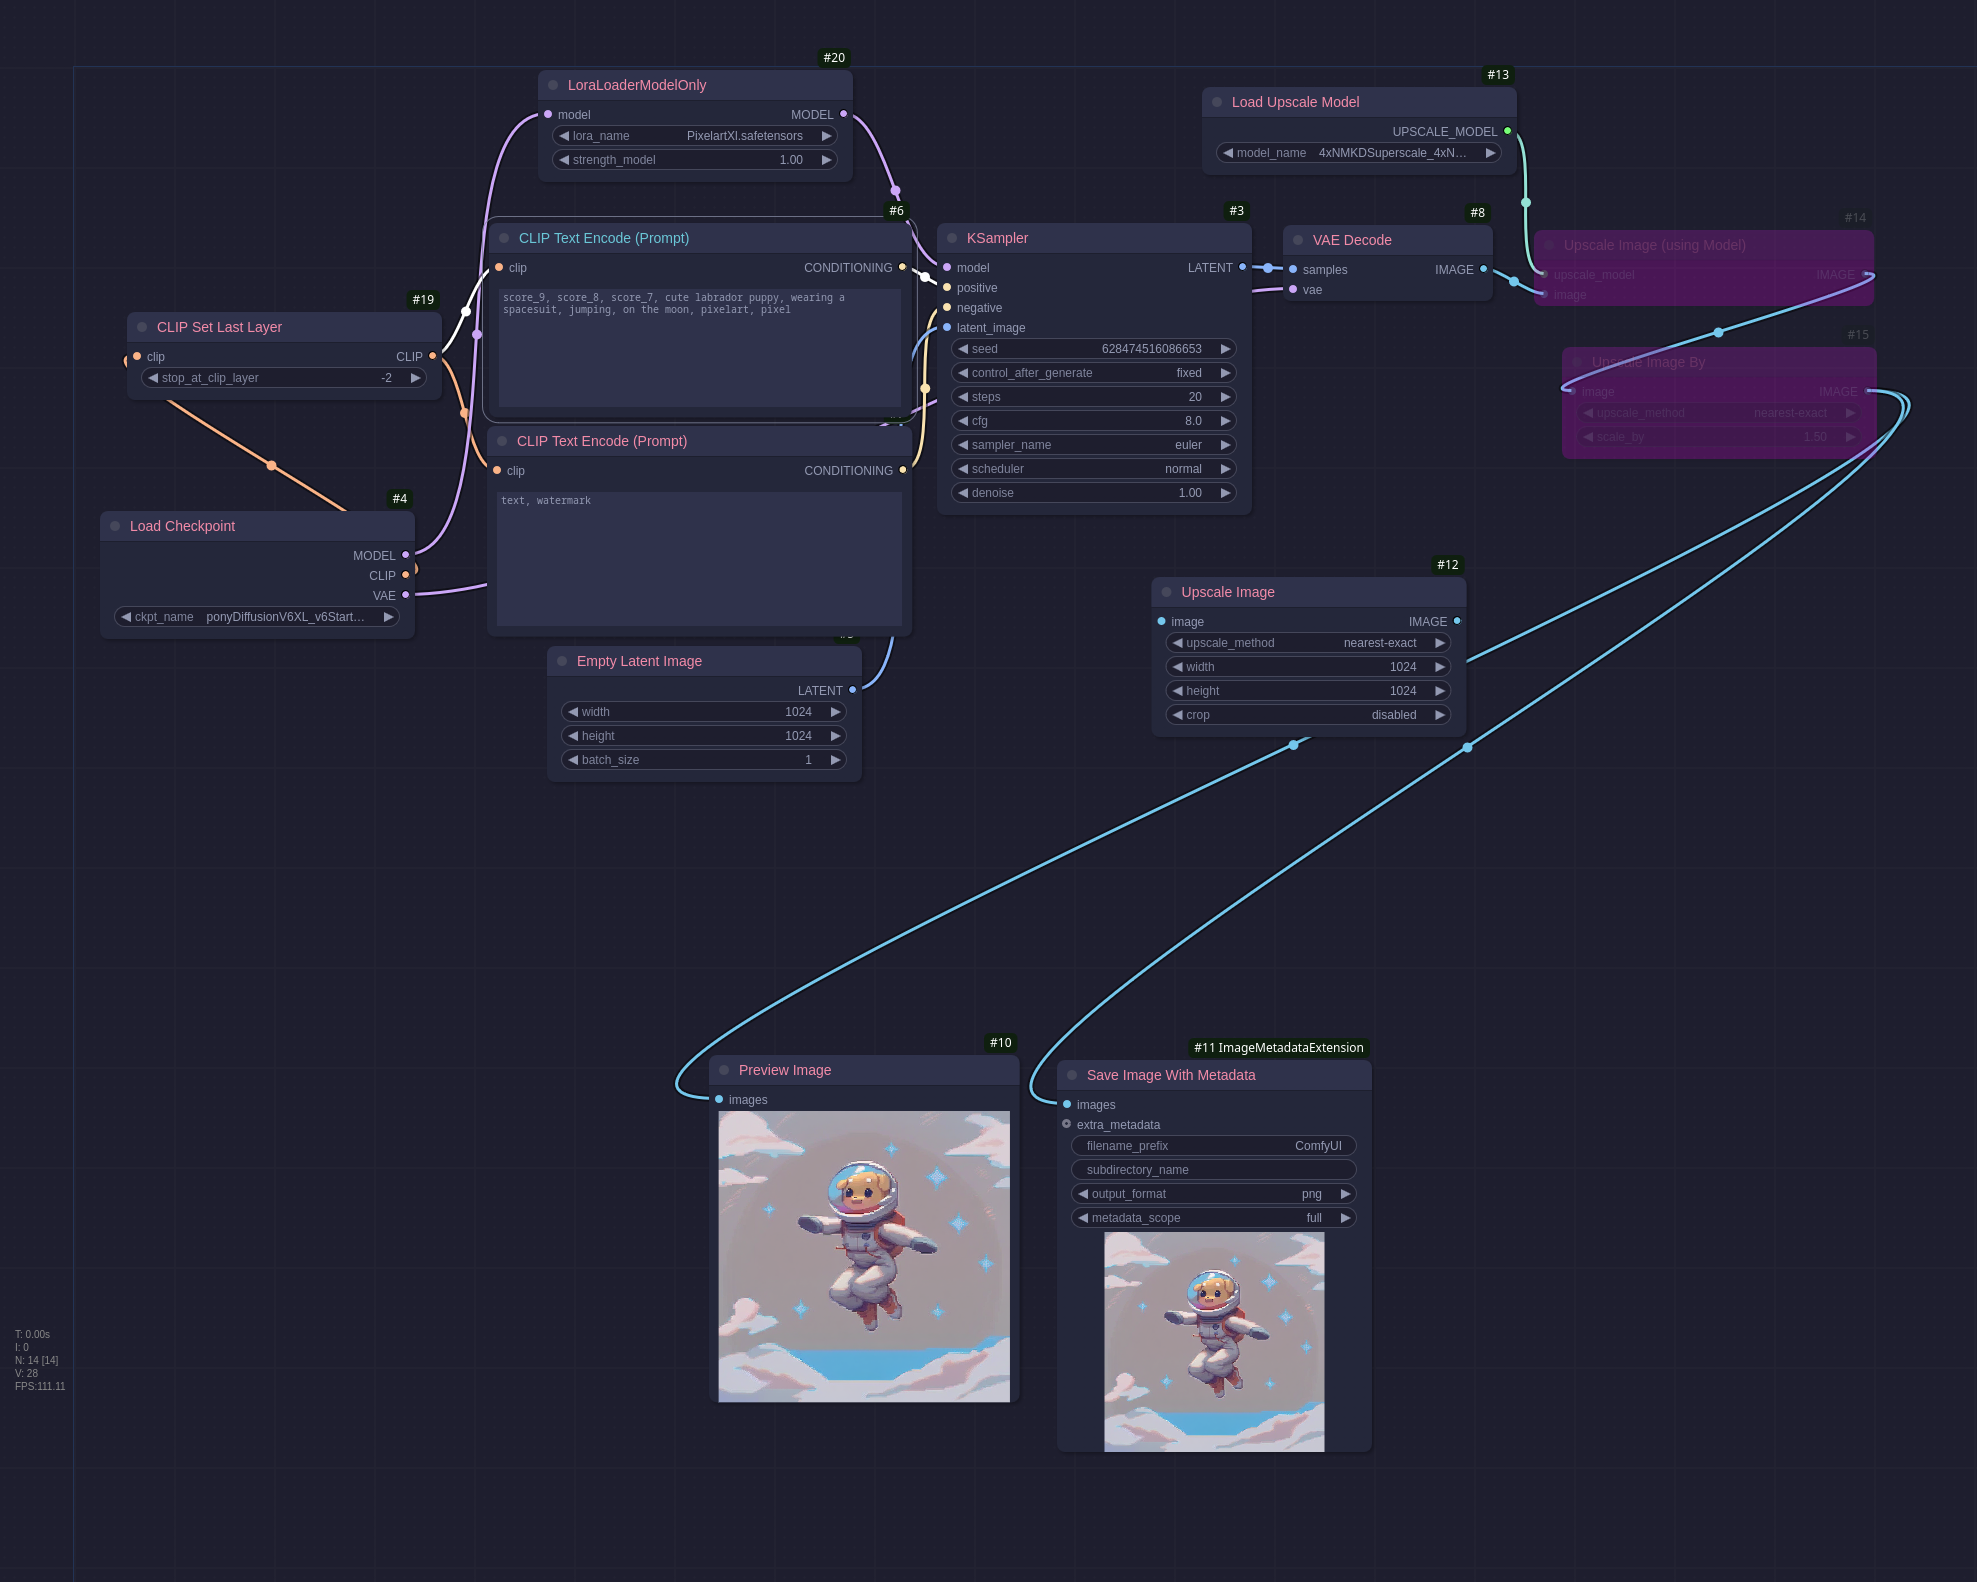 #20
LoraLoaderModelOnly
model MODEL
lora_name PixelartXl.safetensors
strength_model 1.00
#13
Load Upscale Model
UPSCALE_MODEL
model_name 4xNMKDSuperscale_4xN...
#6
CLIP Text Encode (Prompt)
clip CONDITIONING
score_9, score_8, score_7, cute labrador puppy, wearing a
spacesuit, jumping, on the moon, pixelart, pixel
#3
KSampler
model LATENT
positive
negative
latent_image
seed 628474516086653
control_after_generate fixed
steps 20
cfg 8.0
sampler_name euler
scheduler normal
denoise 1.00
#8
VAE Decode
samples IMAGE
vae
#14
Upscale Image (using Model)
upscale_model IMAGE
image
#15
Upscale Image By
image IMAGE
upscale_method nearest-exact
scale_by 1.50
#19
CLIP Set Last Layer
clip CLIP
stop_at_clip_layer -2
CLIP Text Encode (Prompt)
clip CONDITIONING
text, watermark
#4
Load Checkpoint
MODEL
CLIP
VAE
ckpt_name ponyDiffusionV6XL_v6Start...
Empty Latent Image
LATENT
width 1024
height 1024
batch_size 1
#12
Upscale Image
image IMAGE
upscale_method nearest-exact
width 1024
height 1024
crop disabled
#10
Preview Image
images
#11 ImageMetadataExtension
Save Image With Metadata
images
extra_metadata
filename_prefix ComfyUI
subdirectory_name
output_format png
metadata_scope full
T: 0.00s
I: 0
N: 14 [14]
V: 28
FPS:111.11